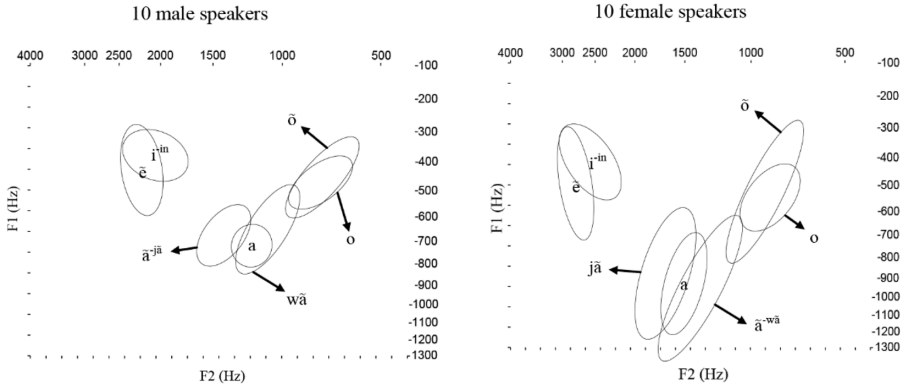 10 male speakers
4000 3000 2500 2000 1500 1000 500
-100
-200
-300
-400
-500
-600
-700
-800
-900
-1000
-1100
-1200
-1300
F1 (Hz)
F2 (Hz)
õ
i⁻ⁱⁿ
ẽ
o
ã⁻ʲᵃ̃
a
wã
10 female speakers
4000 3000 2500 2000 1500 1000 500
-100
-200
-300
-400
-500
-600
-700
-800
-900
-1000
-1100
-1200
-1300
F1 (Hz)
F2 (Hz)
õ
i⁻ⁱⁿ
ẽ
o
jã
a
ã⁻ʷᵃ̃